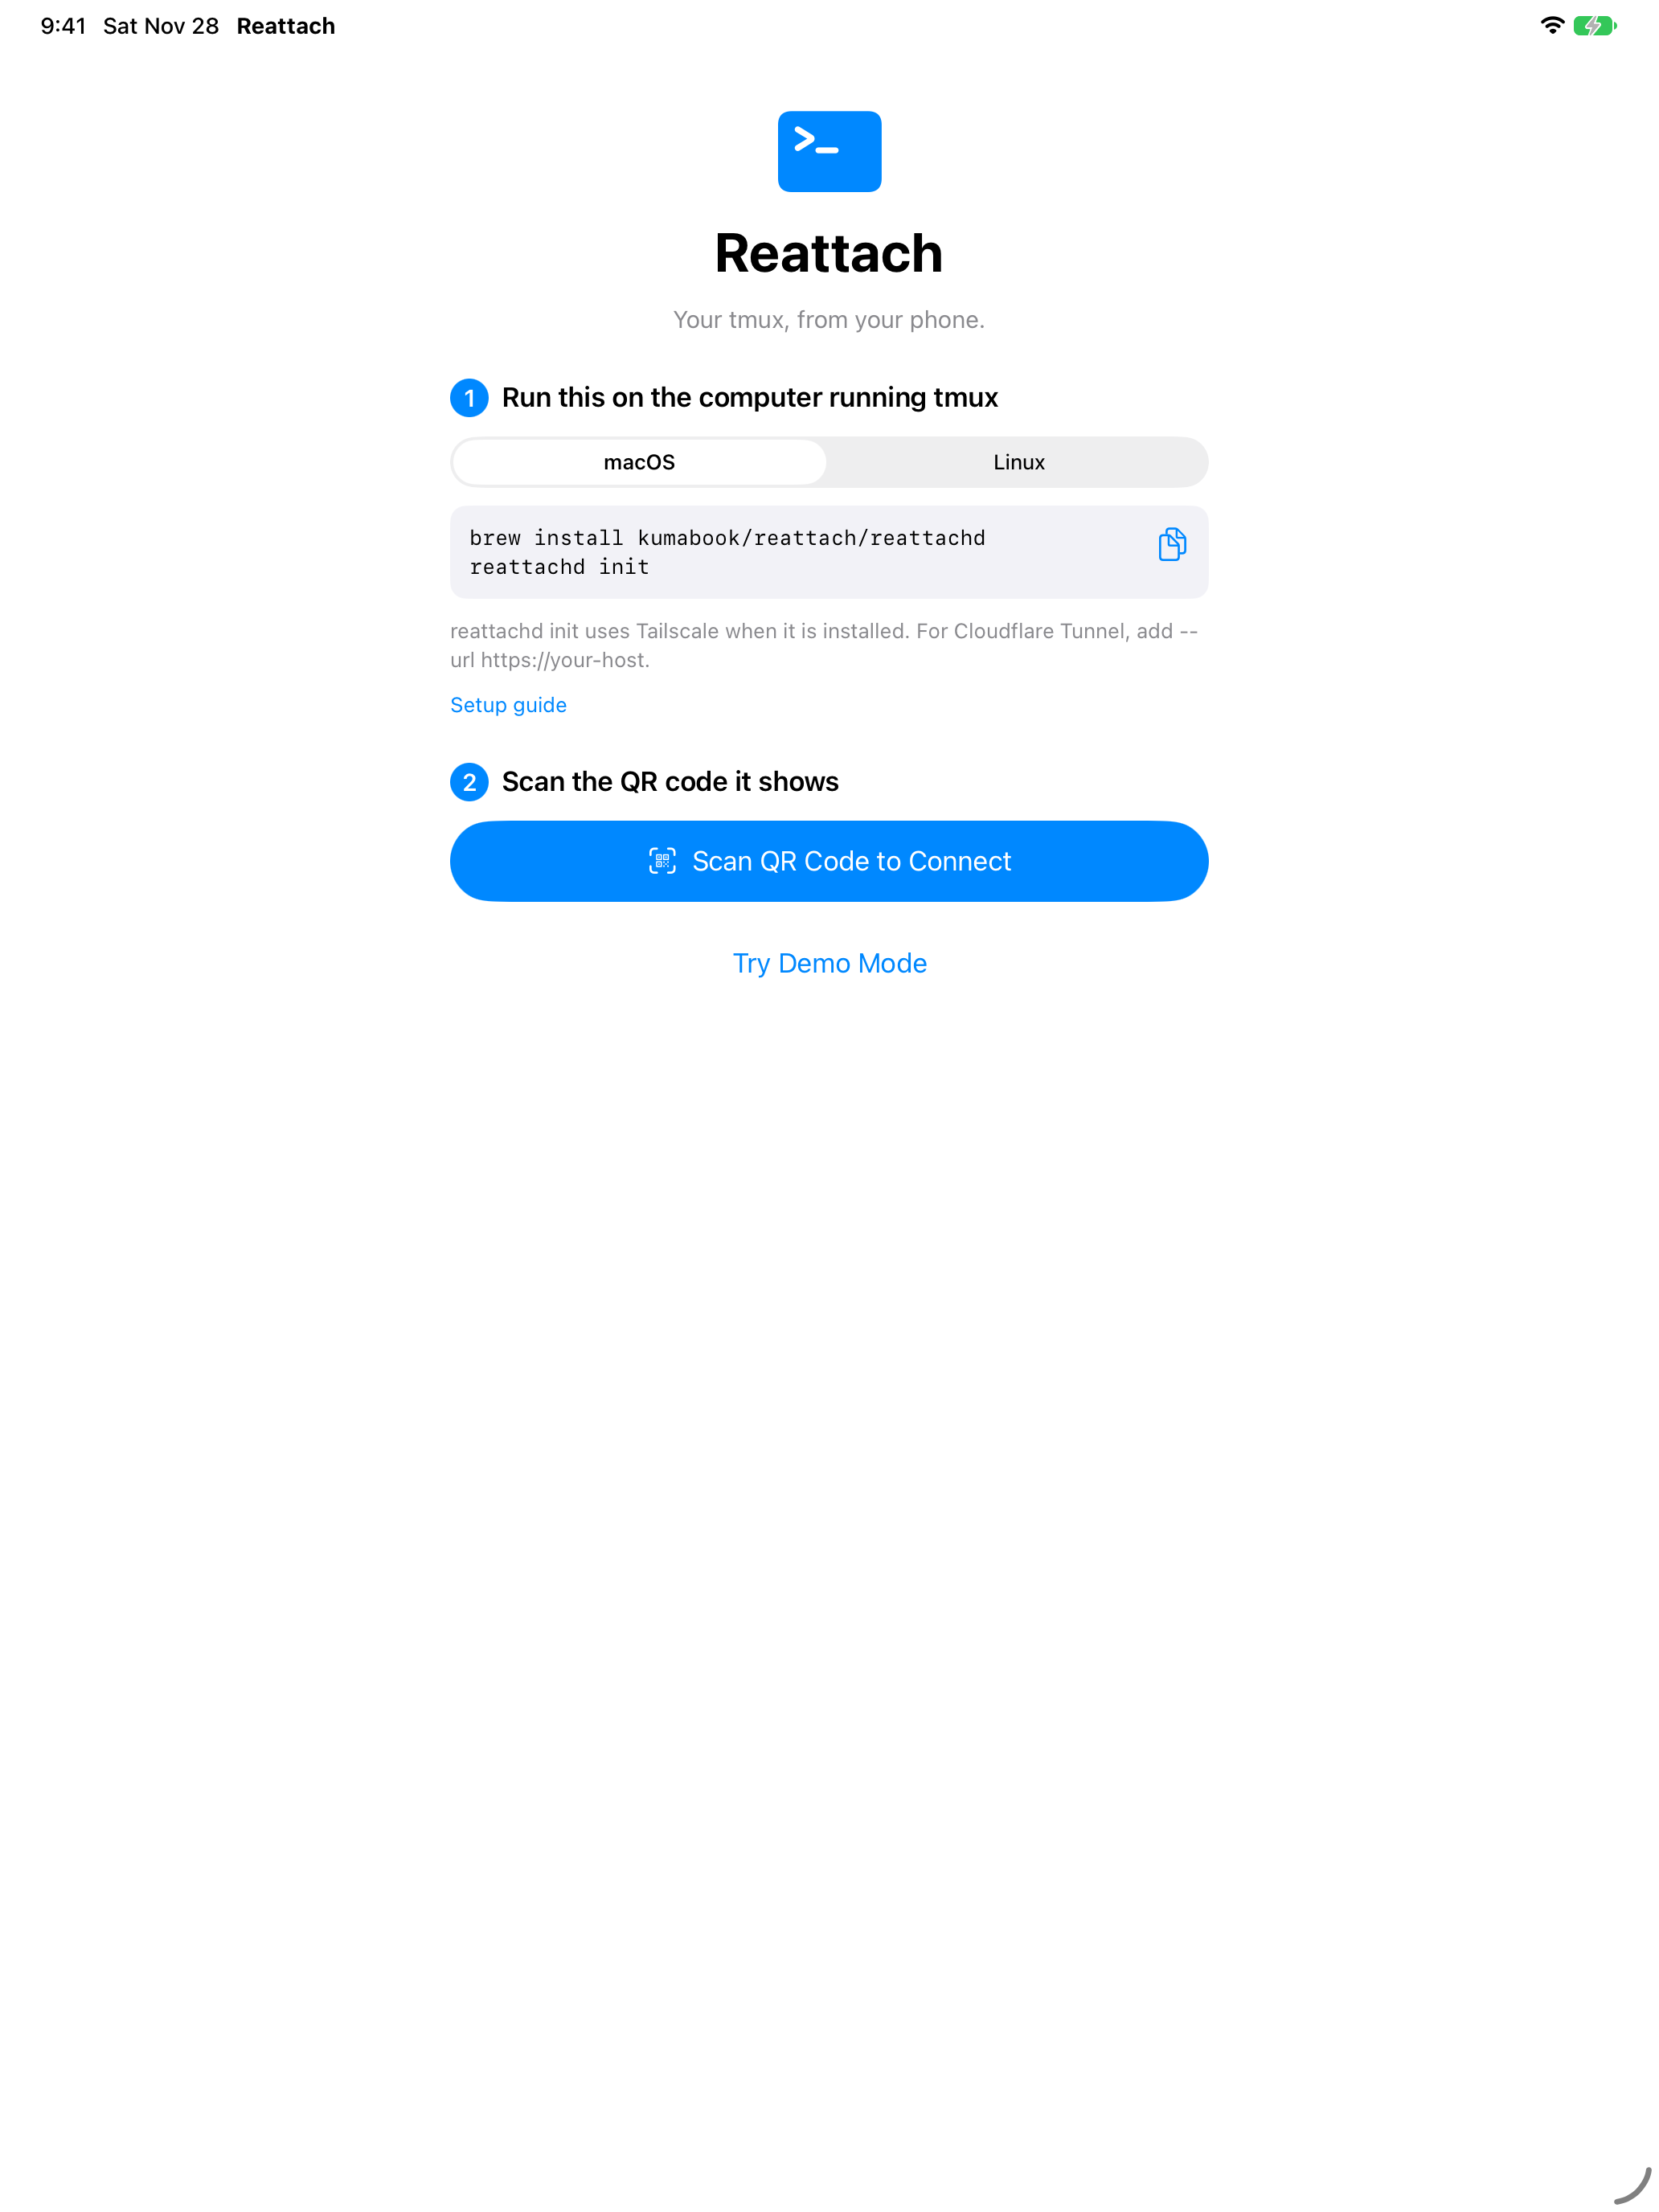 9:41 Sat Nov 28 Reattach
>_
Reattach
Your tmux, from your phone.
1 Run this on the computer running tmux
macOS Linux
brew install kumabook/reattach/reattachd
reattachd init
reattachd init uses Tailscale when it is installed. For Cloudflare Tunnel, add --
url https://your-host.
Setup guide
2 Scan the QR code it shows
Scan QR Code to Connect
Try Demo Mode